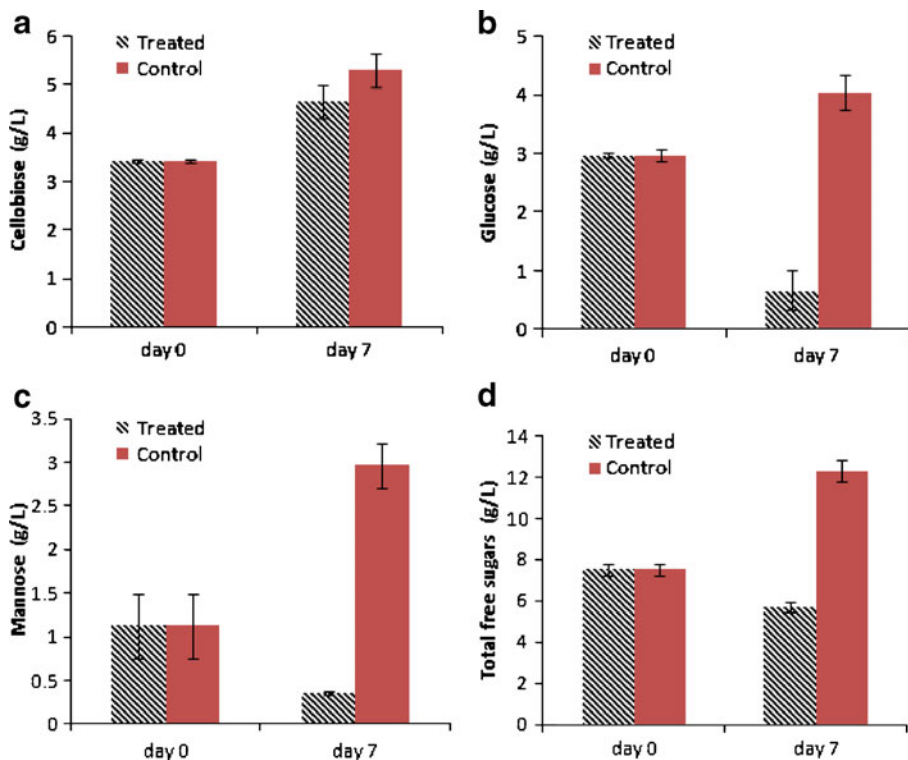 a
Cellobiose (g/L)
6
5
4
3
2
1
0
Treated
Control
day 0
day 7
b
Glucose (g/L)
5
4
3
2
1
0
Treated
Control
day 0
day 7
c
Mannose (g/L)
3.5
3
2.5
2
1.5
1
0.5
0
Treated
Control
day 0
day 7
d
Total free sugars (g/L)
14
12
10
8
6
4
2
0
Treated
Control
day 0
day 7